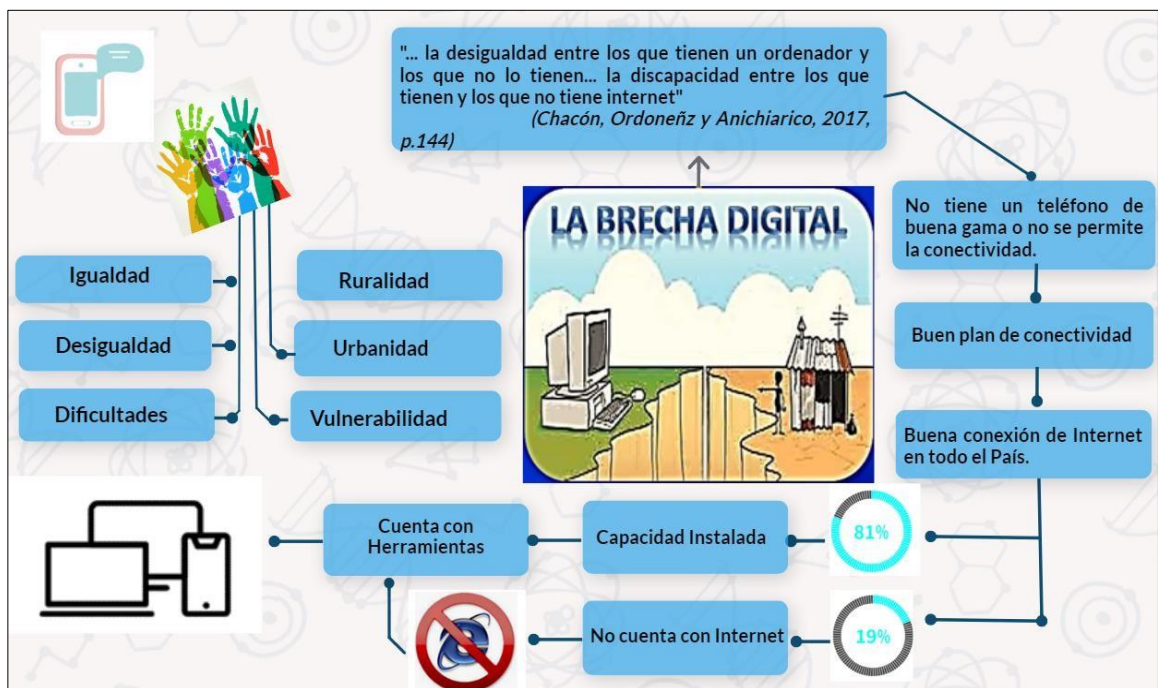 "... la desigualdad entre los que tienen un ordenador y
los que no lo tienen... la discapacidad entre los que
tienen y los que no tiene internet"
(Chacón, Ordoneñz y Anichiarico, 2017,
p.144)
LA BRECHA DIGITAL
No tiene un teléfono de
buena gama o no se permite
la conectividad.
Buen plan de conectividad
Buena conexión de Internet
en todo el País.
Igualdad
Desigualdad
Dificultades
Ruralidad
Urbanidad
Vulnerabilidad
81%
Capacidad Instalada
Cuenta con
Herramientas
19%
No cuenta con Internet